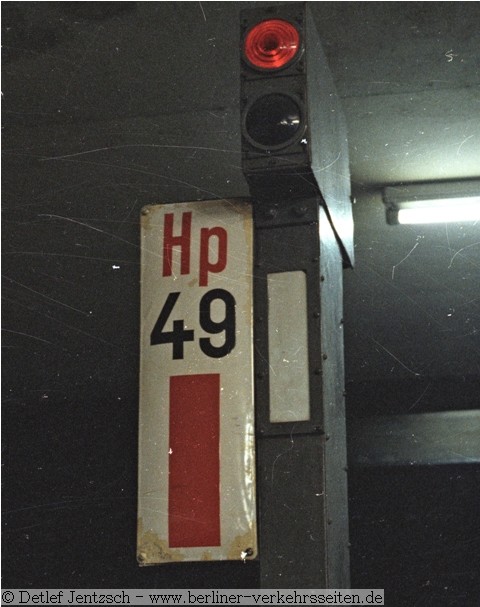 Hp
49
© Detlef Jentzsch - www.berliner-verkehrsseiten.de